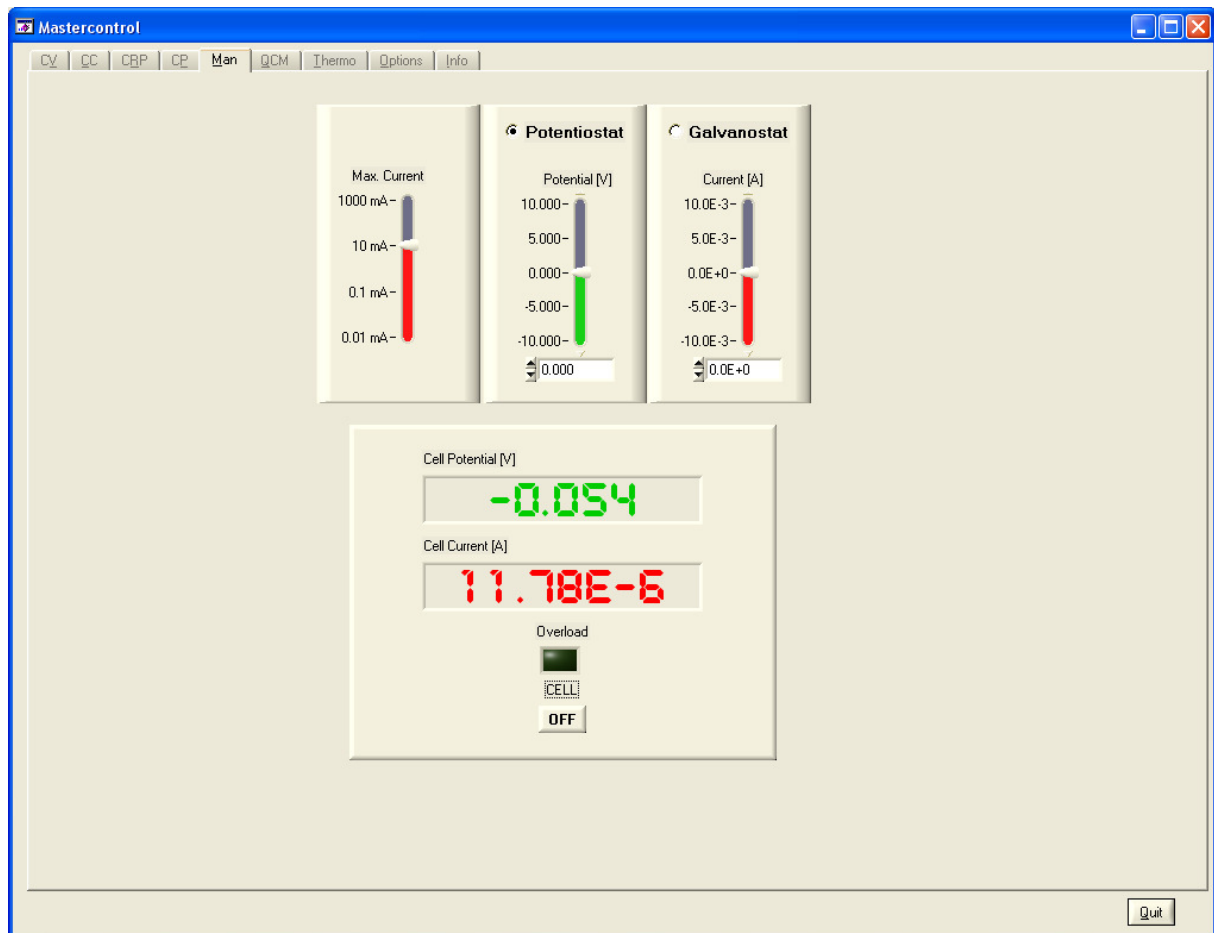 Mastercontrol
CV CC CRP CP Man QCM Thermo Options Info
Max. Current
1000 mA
10 mA
0.1 mA
0.01 mA
Potentiostat
Potential [V]
10.000
5.000
0.000
-5.000
-10.000
0.000
Galvanostat
Current [A]
10.0E-3
5.0E-3
0.0E+0
-5.0E-3
-10.0E-3
0.0E+0
Cell Potential [V]
-0.054
Cell Current [A]
11.78E-6
Overload
CELL
OFF
Quit